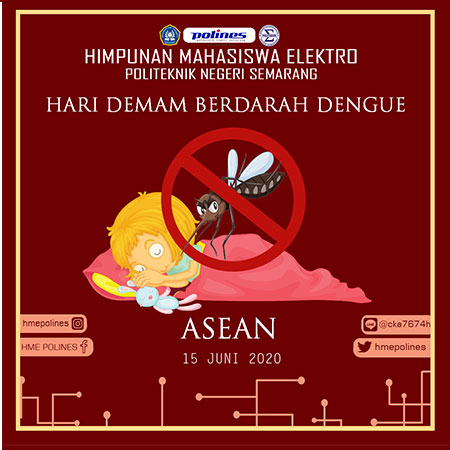 polines
HIMPUNAN MAHASISWA ELEKTRO
POLITEKNIK NEGERI SEMARANG
HARI DEMAM BERDARAH DENGUE
ASEAN
15 JUNI 2020
hmepolines
HME POLINES
@cka7674h
hmepolines